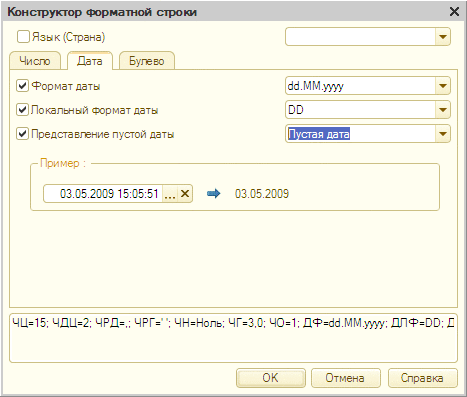 Конструктор форматной строки
Язык (Страна)
Число Дата Булево
Формат даты dd.MM.yyyy
Локальный формат даты DD
Представление пустой даты Пустая дата
Пример :
03.05.2009 15:05:51 ... 03.05.2009
ЧЦ=15; ЧДЦ=2; ЧРД=,; ЧРГ=' '; ЧН=Ноль; ЧГ=3,0; ЧО=1; ДФ=dd.MM.yyyy; ДЛФ=DD; Д
OK Отмена Справка